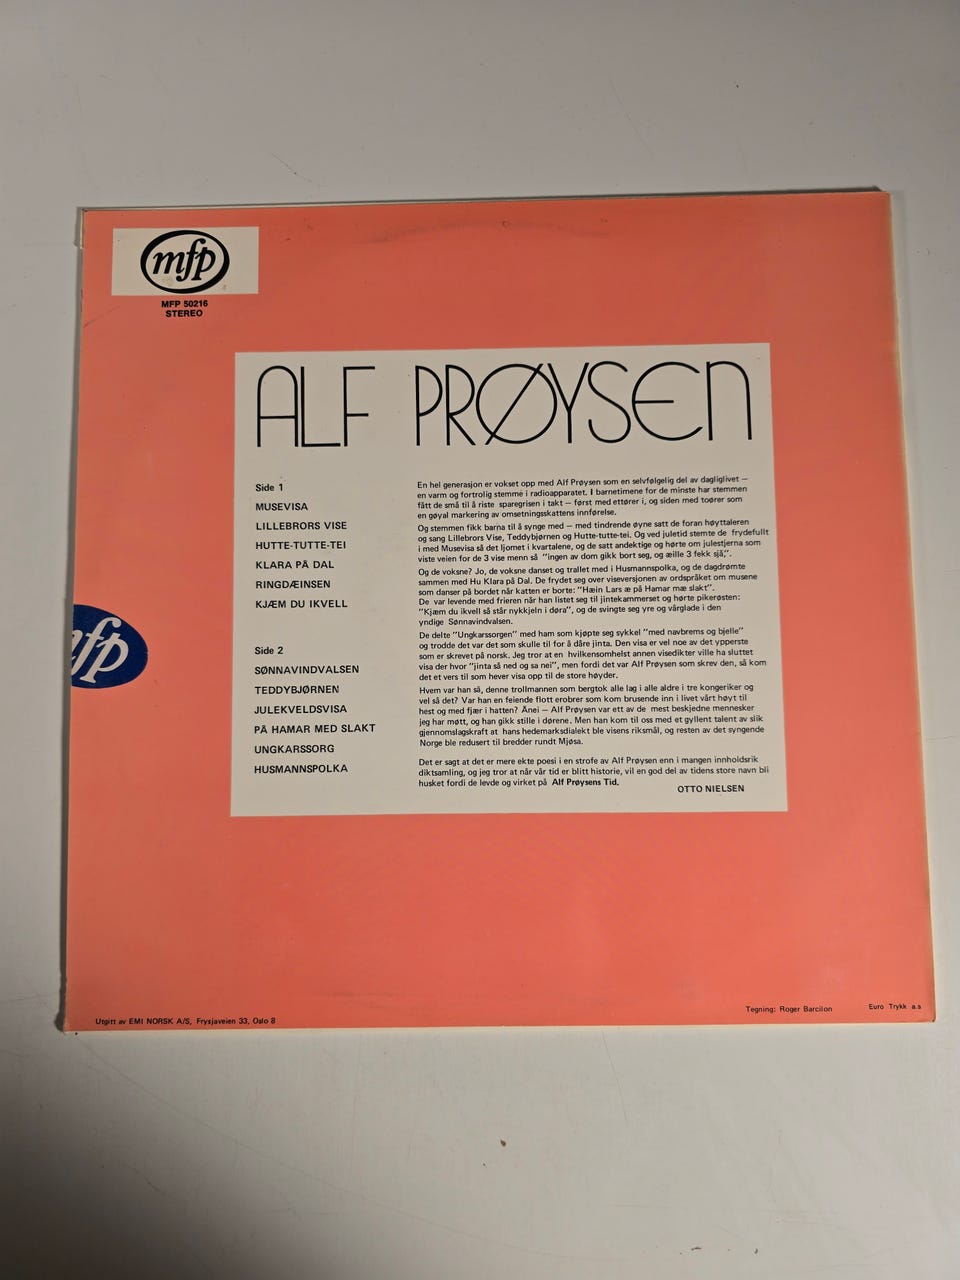 mfp
MFP 50216
STEREO
ALF PRØYSEN
Side 1
MUSEVISA
LILLEBRORS VISE
HUTTE-TUTTE-TEI
KLARA PÅ DAL
RINGDÆINSEN
KJÆM DU IKVELL
Side 2
SØNNAVINDVALSEN
TEDDYBJØRNEN
JULEKVELDSVISA
PÅ HAMAR MED SLAKT
UNGKARSSORG
HUSMANNSPOLKA
En hel generasjon er vokset opp med Alf Prøysen som en selvfølgelig del av dagliglivet —
en varm og fortrolig stemme i radioapparatet. I barnetimene for de minste har stemmen
fått de små til å riste sparegrisen i takt — først med ettører i, og siden med toører som
en gøyal markering av omsetningsskattens innførelse.
Og stemmen fikk barna til å synge med — med tindrende øyne satt de foran høyttaleren
og sang Lillebrors Vise, Teddybjørnen og Hutte-tutte-tei. Og ved juletid stemte de frydefullt
i med Musevisa så det ljomet i kvartalene, og de satt andektige og hørte om julestjerna som
viste veien for de 3 vise menn så "ingen av dom gikk bort seg, og æille 3 fekk sjå,".
Og de voksne? Jo, de voksne danset og trallet med i Husmannspolka, og de dagdrømte
sammen med Hu Klara på Dal. De frydet seg over viseversjonen av ordspråket om musene
som danser på bordet når katten er borte: "Hæin Lars æ på Hamar mæ slakt".
De var levende med frieren når han listet seg til jintekammerset og hørte pikerøsten:
"Kjæm du ikvell så står nykkjeln i døra", og de svingte seg yre og vårglade i den
yndige Sønnavindvalsen.
De delte "Ungkarssorgen" med ham som kjøpte seg sykkel "med navbrems og bjelle"
og trodde det var det som skulle til for å dåre jinta. Den visa er vel noe av det ypperste
som er skrevet på norsk. Jeg tror at en hvilkensomhelst annen visedikter ville ha sluttet
visa der hvor "jinta så ned og sa nei", men fordi det var Alf Prøysen som skrev den, så kom
det et vers til som hever visa opp til de store høyder.
Hvem var han så, denne trollmannen som bergtok alle lag i alle aldre i tre kongeriker og
vel så det? Var han en feiende flott erobrer som kom brusende inn i livet vårt høyt til
hest og med fjær i hatten? Ånei — Alf Prøysen var ett av de mest beskjedne mennesker
jeg har møtt, og han gikk stille i dørene. Men han kom til oss med et gyllent talent av slik
gjennomslagskraft at hans hedemarksdialekt ble visens riksmål, og resten av det syngende
Norge ble redusert til bredder rundt Mjøsa.
Det er sagt at det er mere ekte poesi i en strofe av Alf Prøysen enn i mangen innholdsrik
diktsamling, og jeg tror at når vår tid er blitt historie, vil en god del av tidens store navn bli
husket fordi de levde og virket på Alf Prøysens Tid.
OTTO NIELSEN
mfp
Utgitt av EMI NORSK A/S, Frysjaveien 33, Oslo 8
Tegning: Roger Barcilon
Euro Trykk a.s